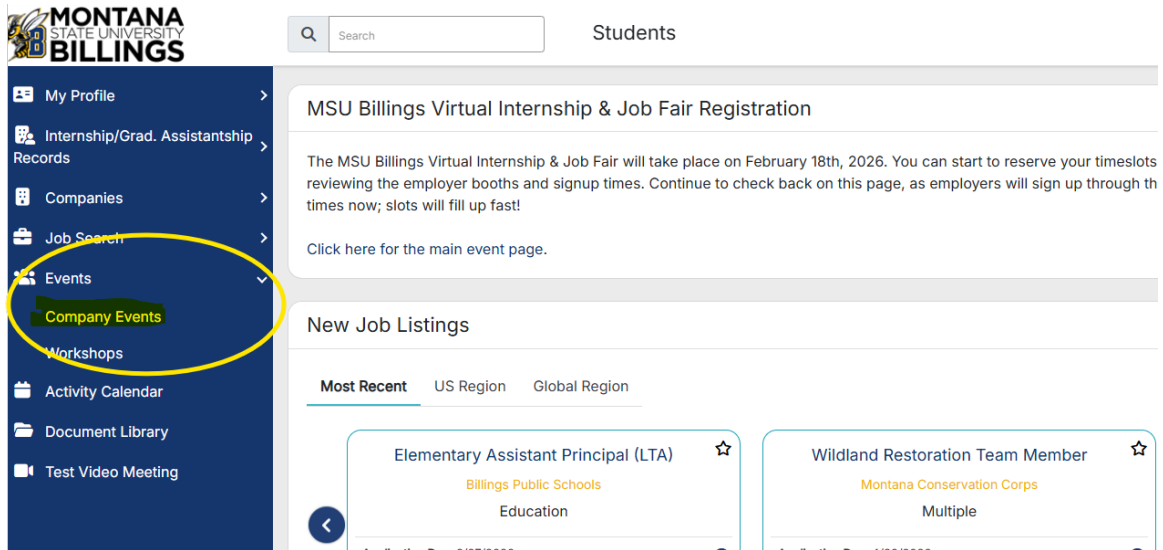 MONTANA
STATE UNIVERSITY
BILLINGS
Search
Students
My Profile
Internship/Grad. Assistantship
Records
Companies
Job Search
Events
Company Events
Workshops
Activity Calendar
Document Library
Test Video Meeting
MSU Billings Virtual Internship & Job Fair Registration
The MSU Billings Virtual Internship & Job Fair will take place on February 18th, 2026. You can start to reserve your timeslots
reviewing the employer booths and signup times. Continue to check back on this page, as employers will sign up through th
times now; slots will fill up fast!
Click here for the main event page.
New Job Listings
Most Recent US Region Global Region
Elementary Assistant Principal (LTA)
Billings Public Schools
Education
Wildland Restoration Team Member
Montana Conservation Corps
Multiple